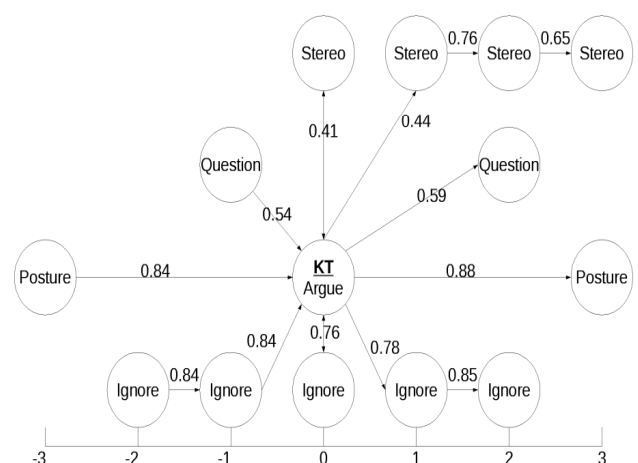 Stereo
Stereo
0.76
Stereo
0.65
Stereo
0.41
0.44
Question
Question
0.54
0.59
Posture
0.84
KT
Argue
0.88
Posture
0.84
0.76
0.78
Ignore
0.84
Ignore
Ignore
Ignore
0.85
Ignore
-3 -2 -1 0 1 2 3